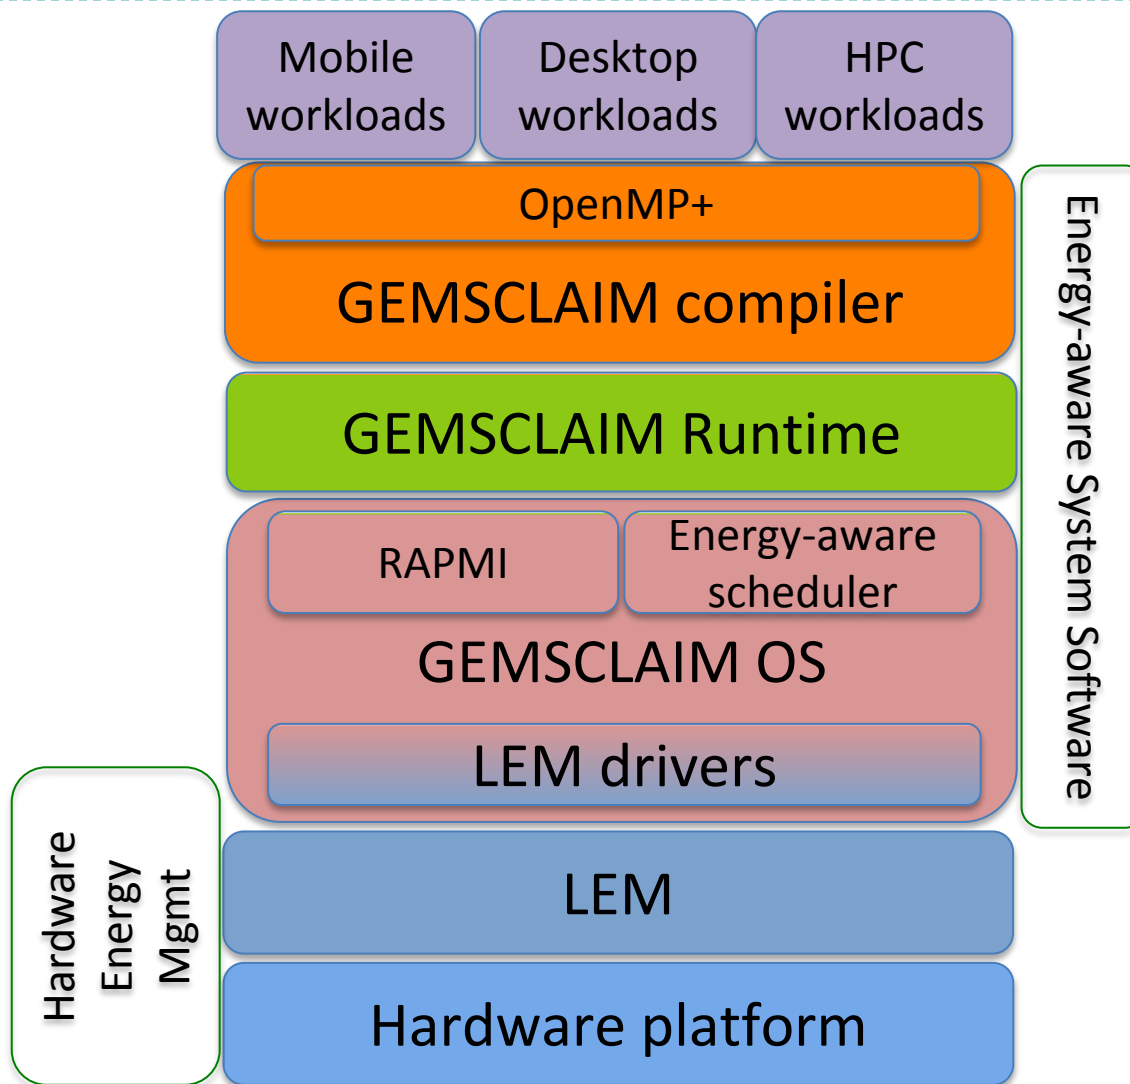 Mobile
workloads
Desktop
workloads
HPC
workloads
OpenMP+
GEMSCLAIM compiler
GEMSCLAIM Runtime
RAPMI
Energy-aware
scheduler
GEMSCLAIM OS
LEM drivers
LEM
Hardware platform
Energy-aware System Software
Hardware
Energy
Mgmt